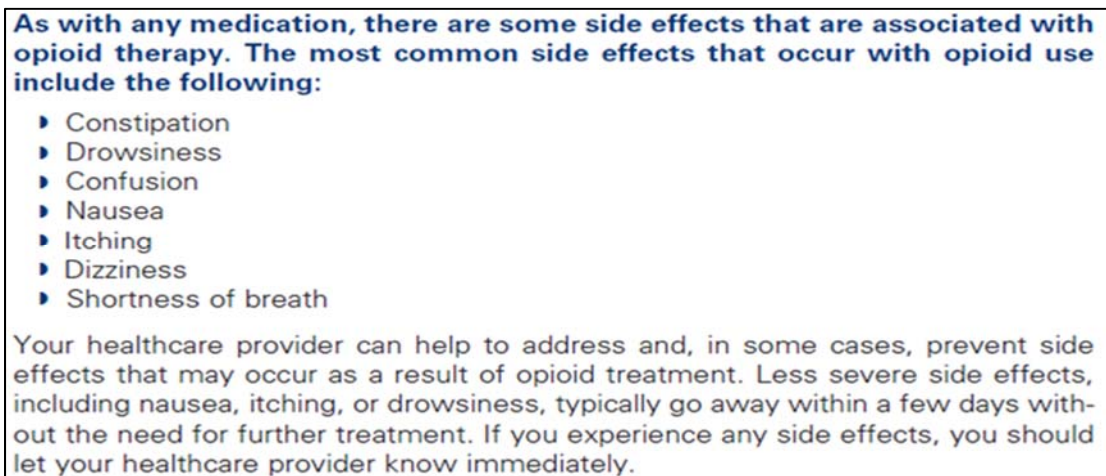 As with any medication, there are some side effects that are associated with
opioid therapy. The most common side effects that occur with opioid use
include the following:
Constipation
Drowsiness
Confusion
Nausea
Itching
Dizziness
Shortness of breath
Your healthcare provider can help to address and, in some cases, prevent side
effects that may occur as a result of opioid treatment. Less severe side effects,
including nausea, itching, or drowsiness, typically go away within a few days with-
out the need for further treatment. If you experience any side effects, you should
let your healthcare provider know immediately.